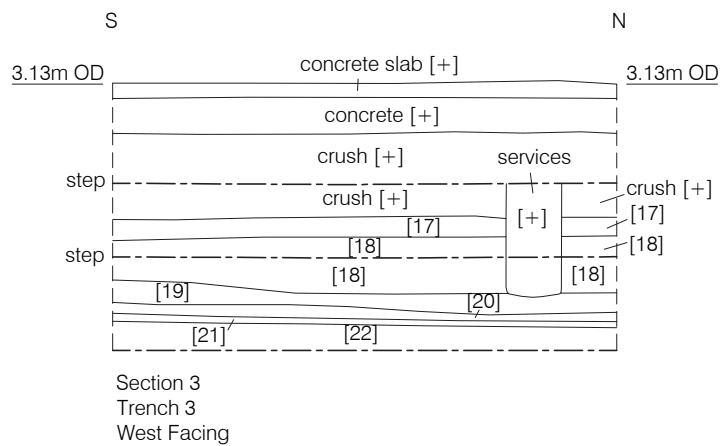 S N
3.13m OD 3.13m OD
concrete slab [+]
concrete [+]
crush [+] services
step
crush [+] [+] crush [+]
[17] [17]
[18] [18]
step
[18] [18]
[19] [20]
[21] [22]
Section 3
Trench 3
West Facing